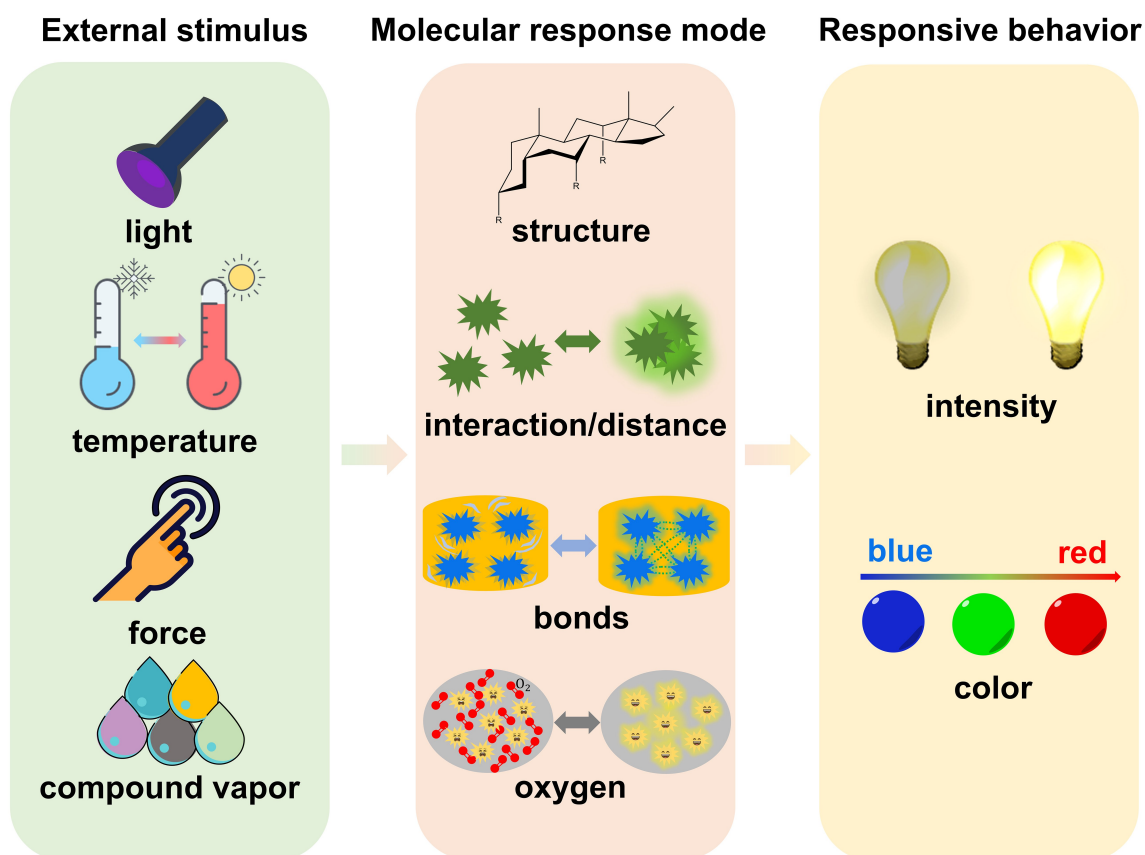 External stimulus
Molecular response mode
Responsive behavior
light
temperature
force
compound vapor
R
R
R
structure
interaction/distance
bonds
O₂
oxygen
intensity
blue
red
color